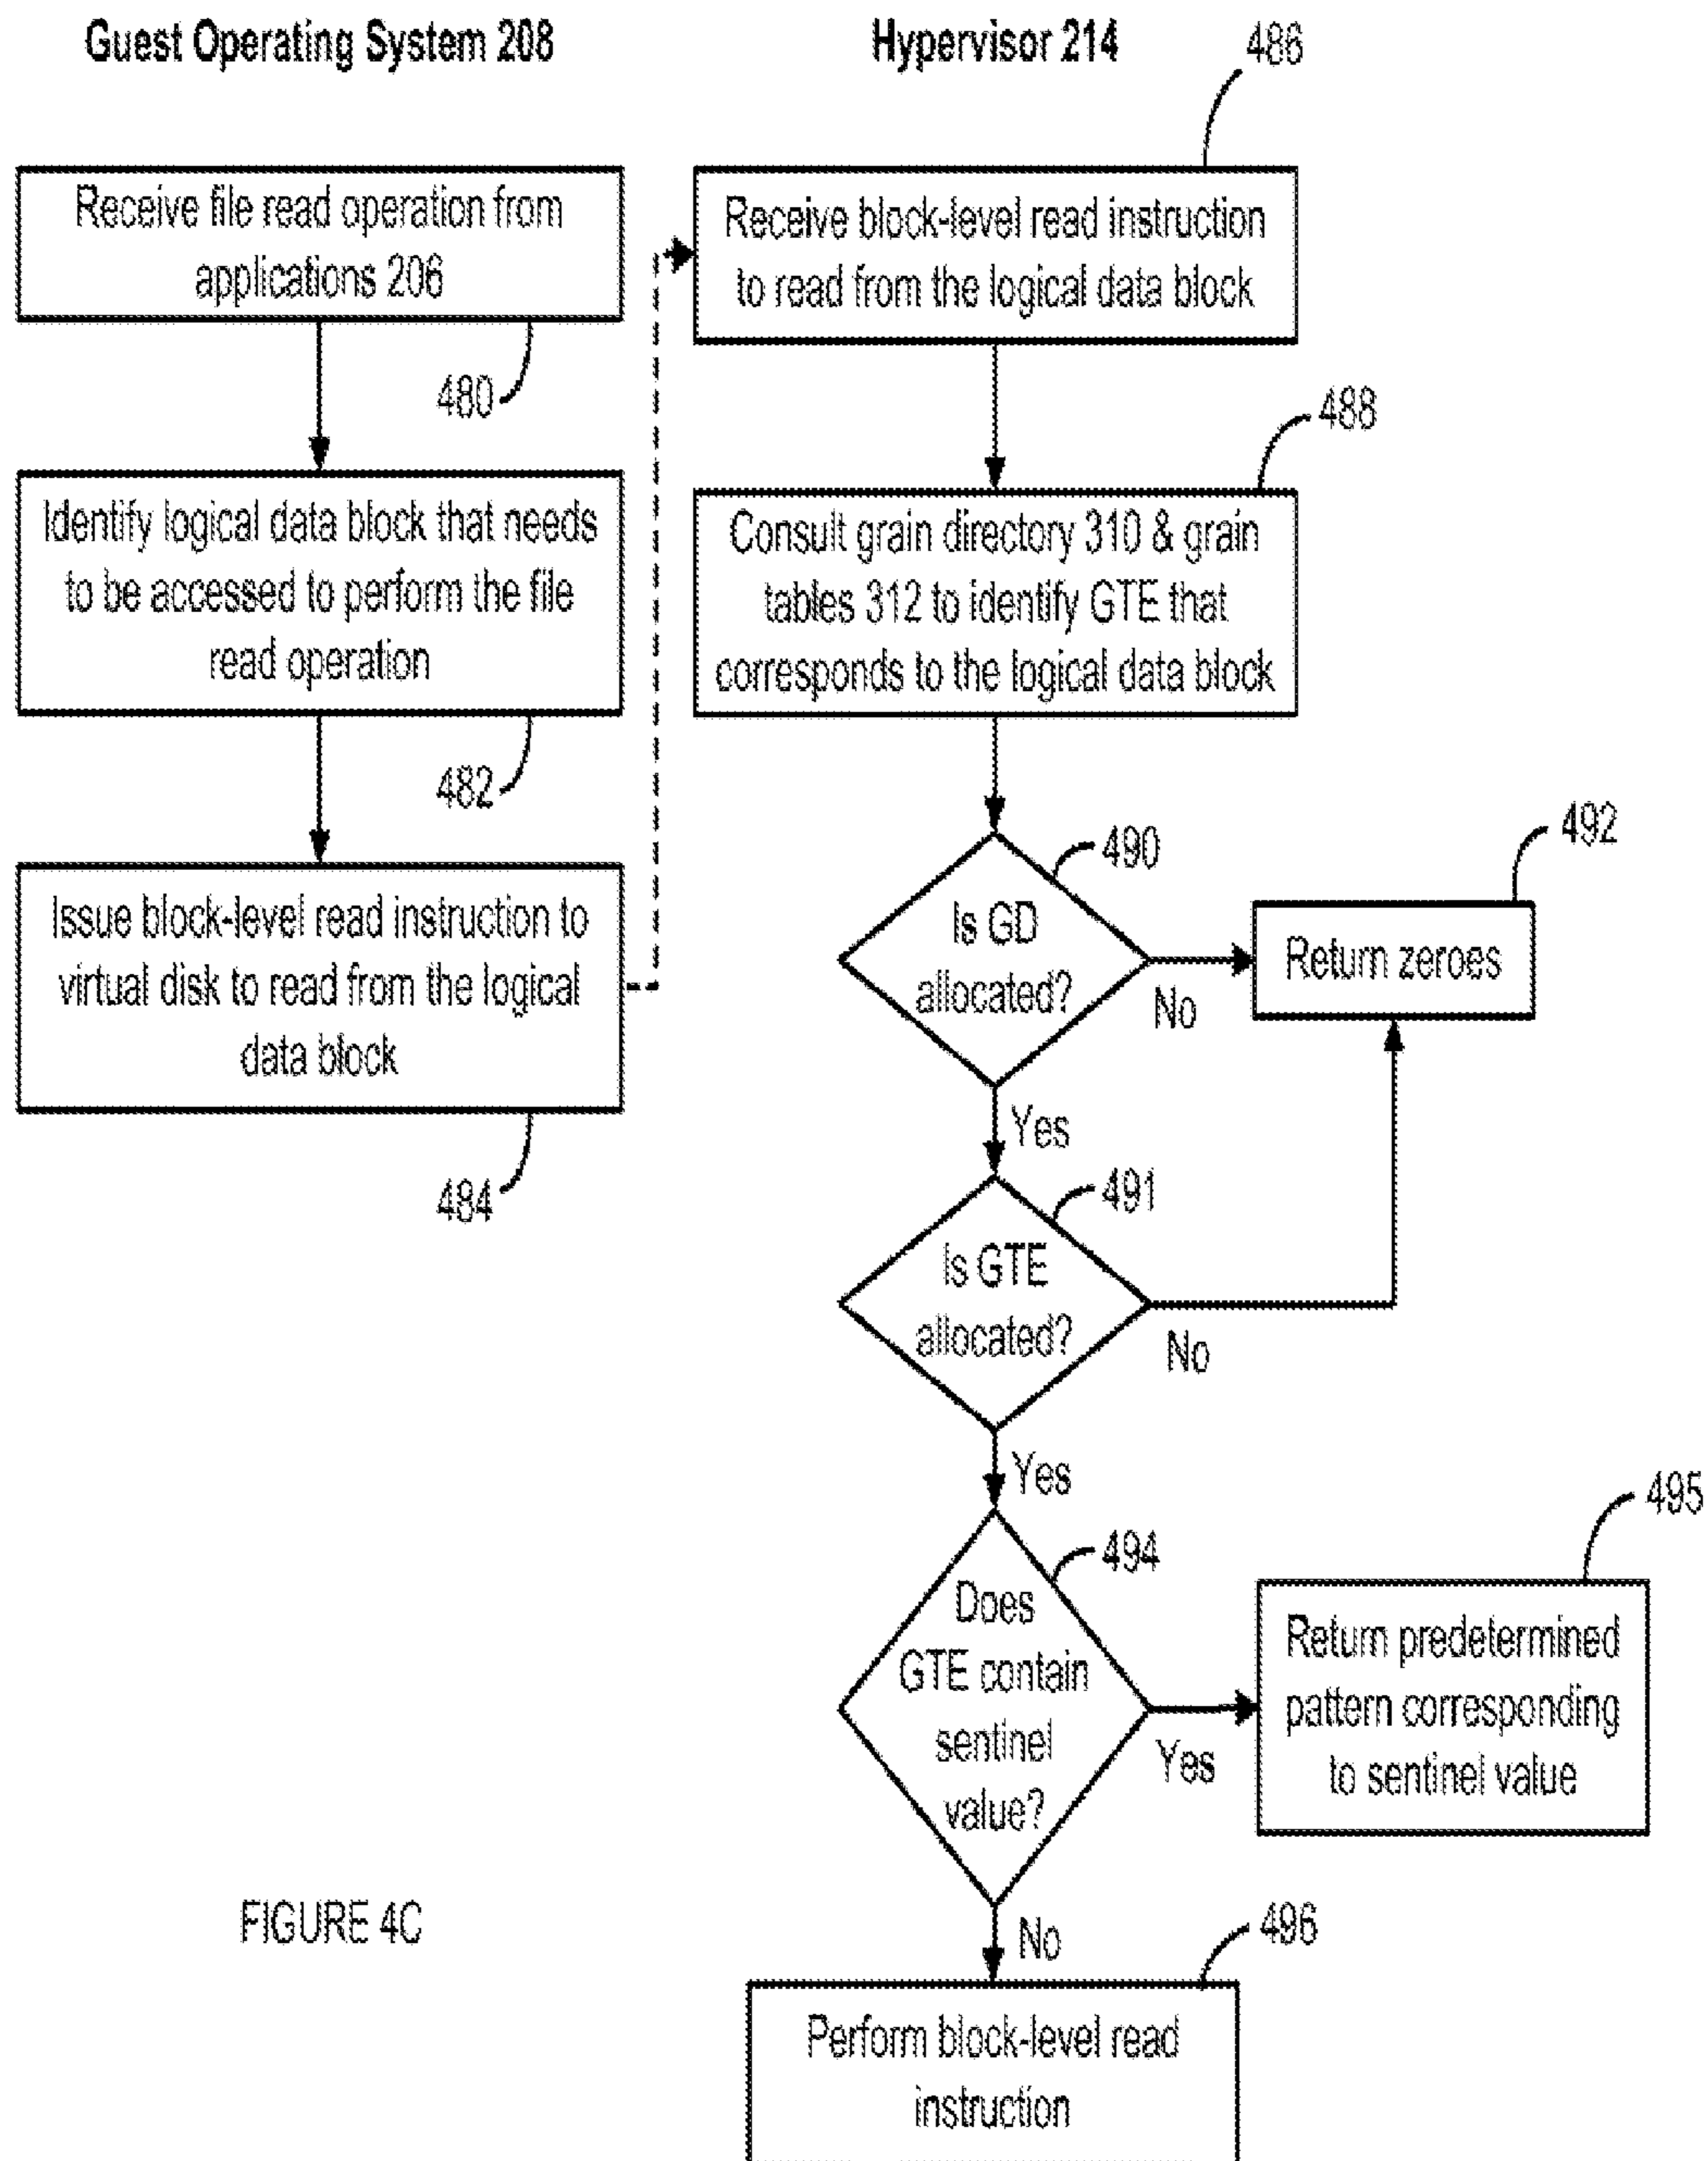 Guest Operating System 208
Receive file read operation from
applications 206
480
Identify logical data block that needs
to be accessed to perform the file
read operation
482
Issue block-level read instruction to
virtual disk to read from the logical
data block
484
Hypervisor 214
486
Receive block-level read instruction
to read from the logical data block
488
Consult grain directory 310 & grain
tables 312 to identify GTE that
corresponds to the logical data block
490
Is GD
allocated?
No
492
Return zeroes
Yes
491
Is GTE
allocated?
No
Yes
494
Does
GTE contain
sentinel
value?
Yes
495
Return predetermined
pattern corresponding
to sentinel value
No
496
Perform block-level read
instruction
FIGURE 4C